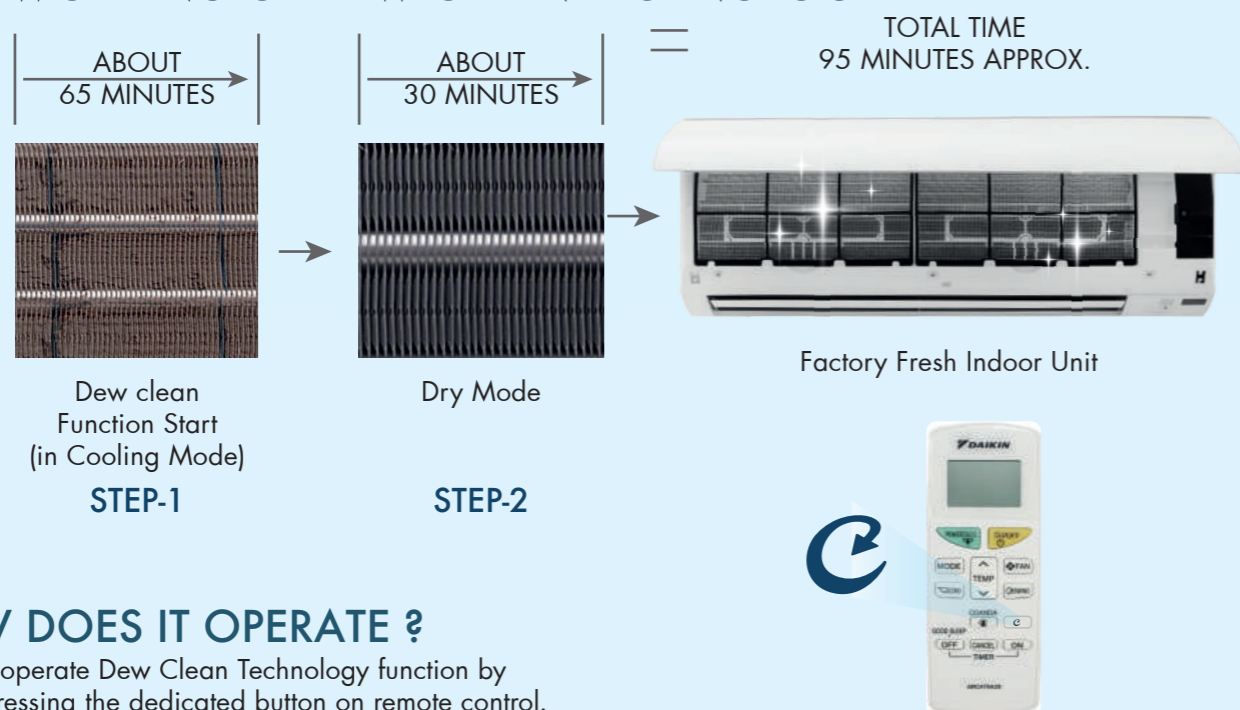 ABOUT
65 MINUTES
ABOUT
30 MINUTES
=
TOTAL TIME
95 MINUTES APPROX.
Dew clean
Function Start
(in Cooling Mode)
STEP-1
Dry Mode
STEP-2
Factory Fresh Indoor Unit
DAIKIN
MODE
TEMP
FAN
COANDA
GOOD SLEEP
OFF
CANCEL
ON
TIMER
DOES IT OPERATE ?
operate Dew Clean Technology function by
ressing the dedicated button on remote control.